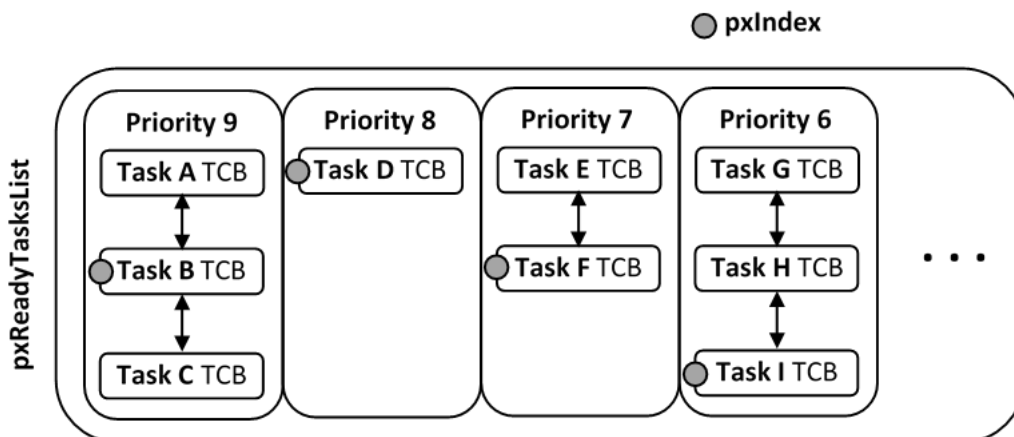 pxIndex
pxReadyTasksList
Priority 9
Task A TCB
Task B TCB
Task C TCB
Priority 8
Task D TCB
Priority 7
Task E TCB
Task F TCB
Priority 6
Task G TCB
Task H TCB
Task I TCB
. . .